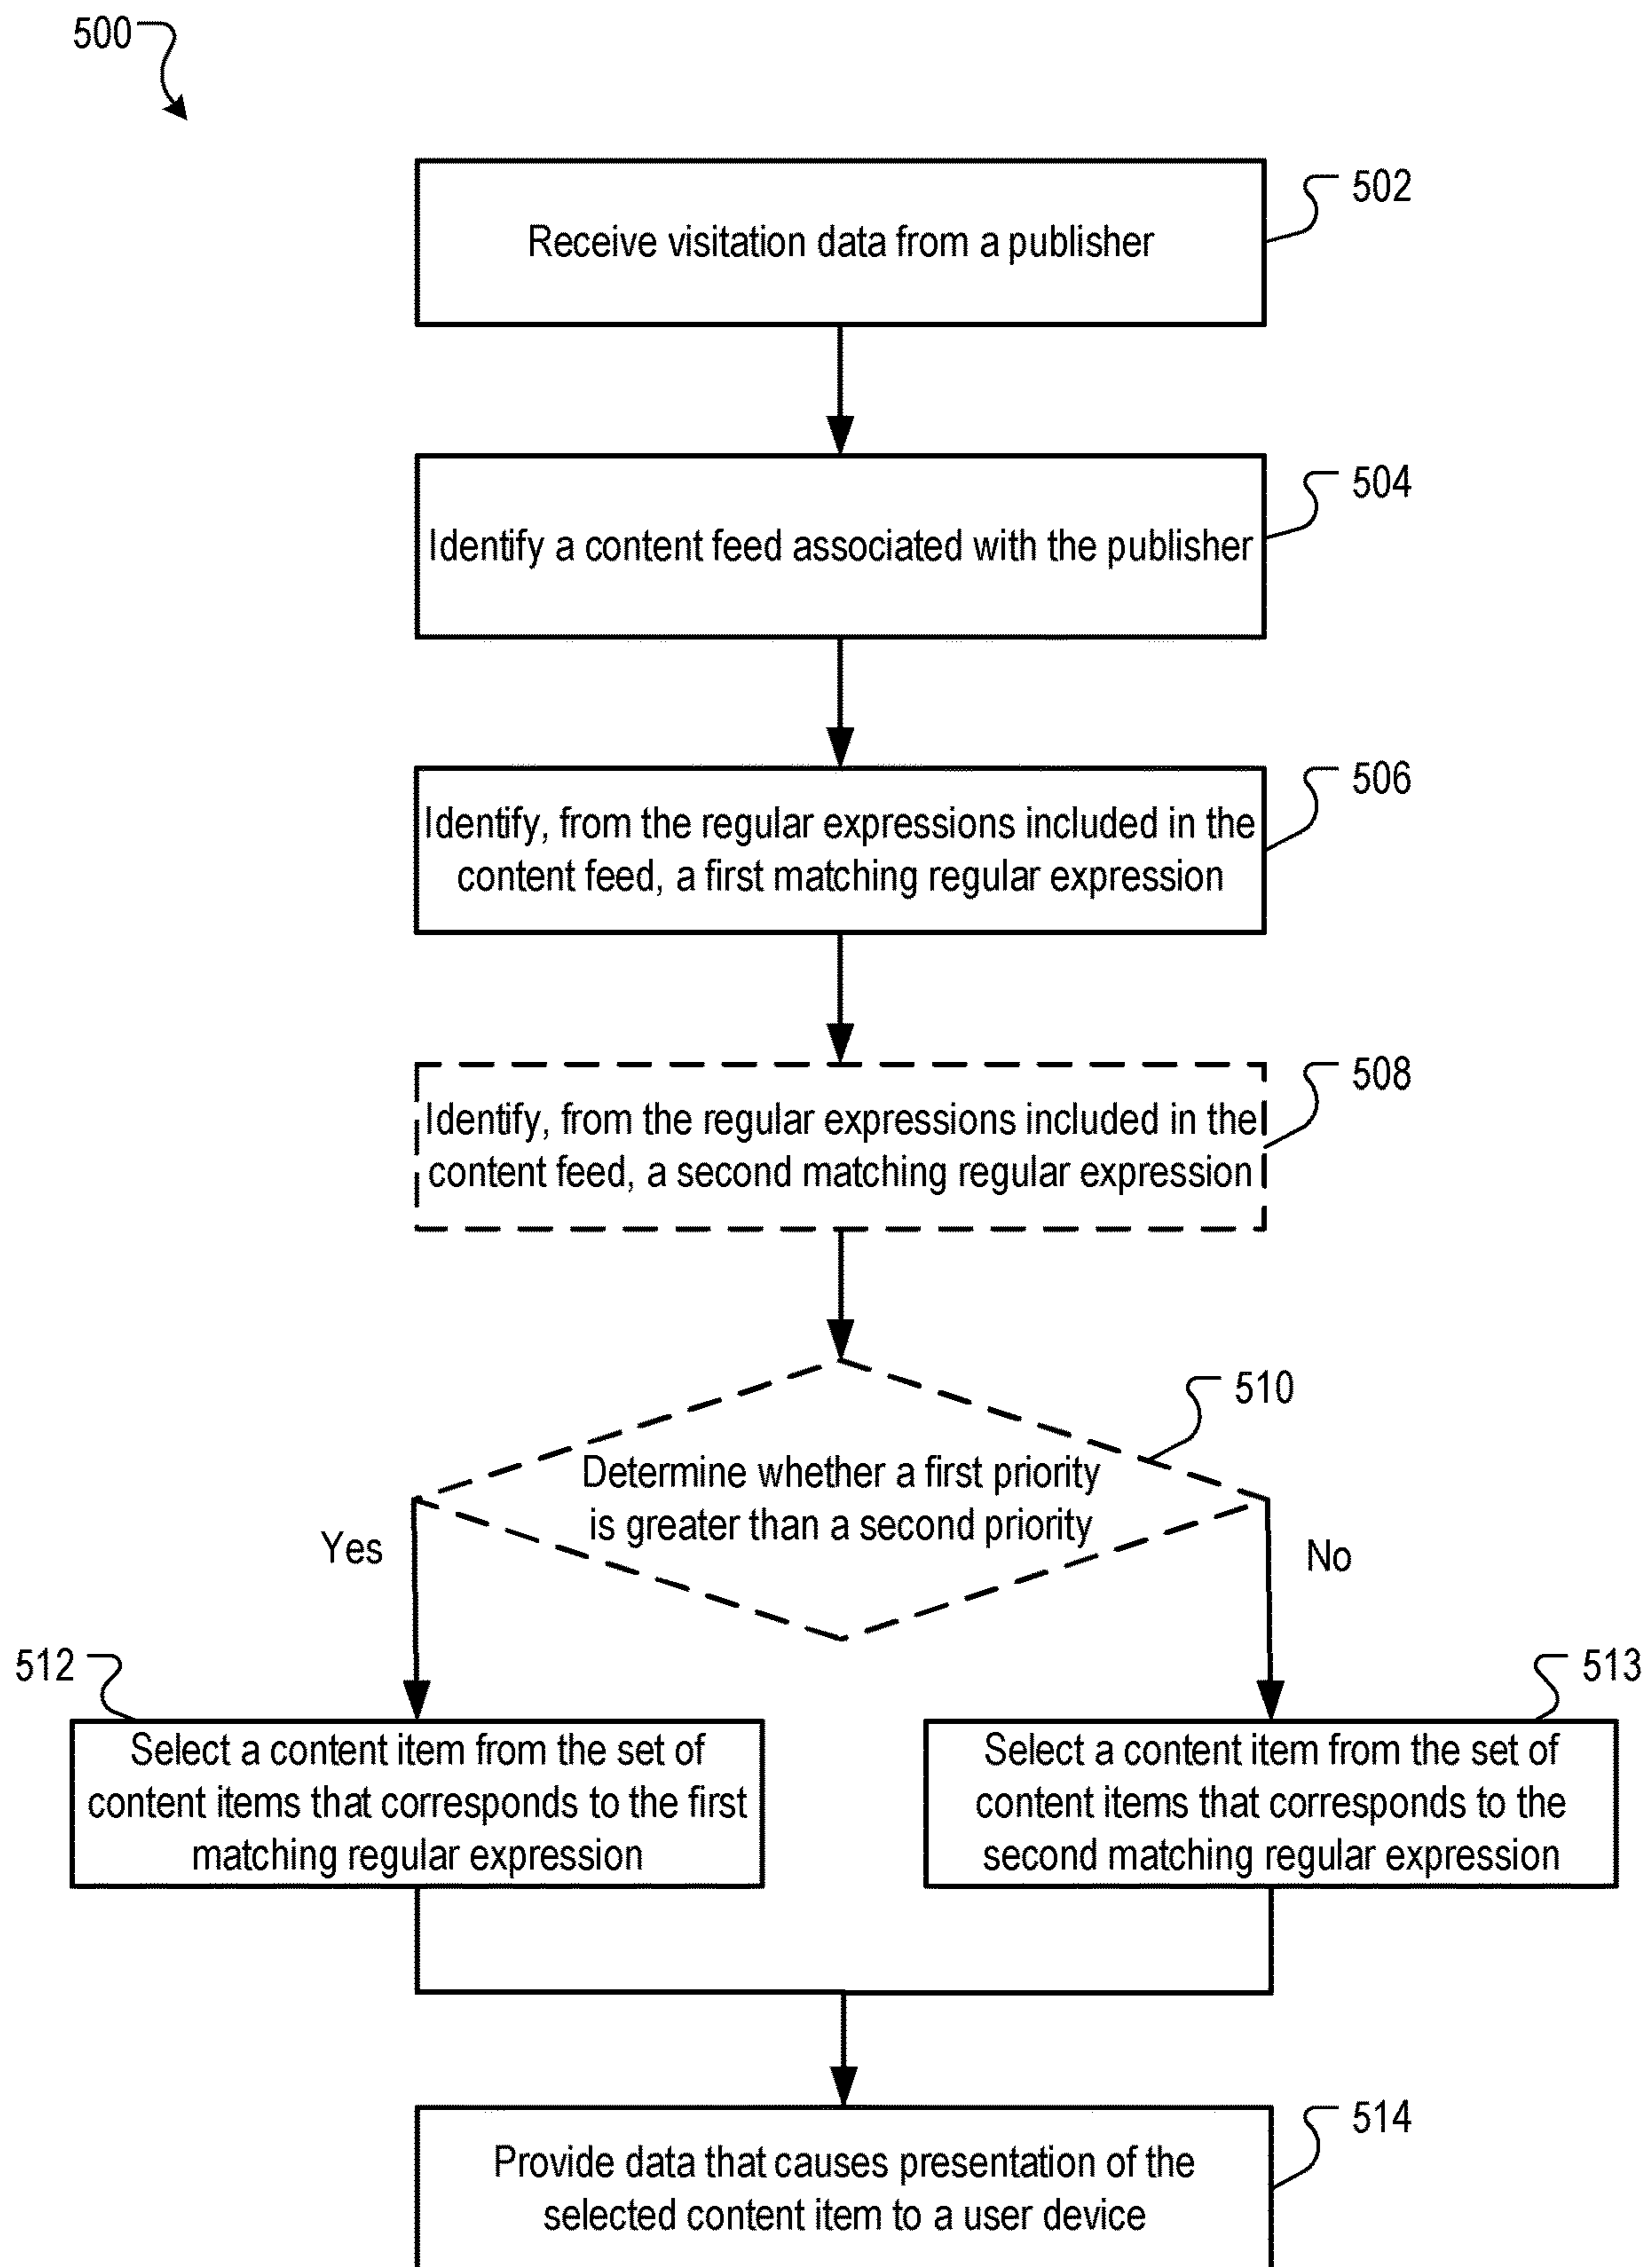 500
502
Receive visitation data from a publisher
504
Identify a content feed associated with the publisher
506
Identify, from the regular expressions included in the
content feed, a first matching regular expression
508
Identify, from the regular expressions included in the
content feed, a second matching regular expression
510
Determine whether a first priority
is greater than a second priority
Yes
No
512
Select a content item from the set of
content items that corresponds to the first
matching regular expression
513
Select a content item from the set of
content items that corresponds to the
second matching regular expression
514
Provide data that causes presentation of the
selected content item to a user device